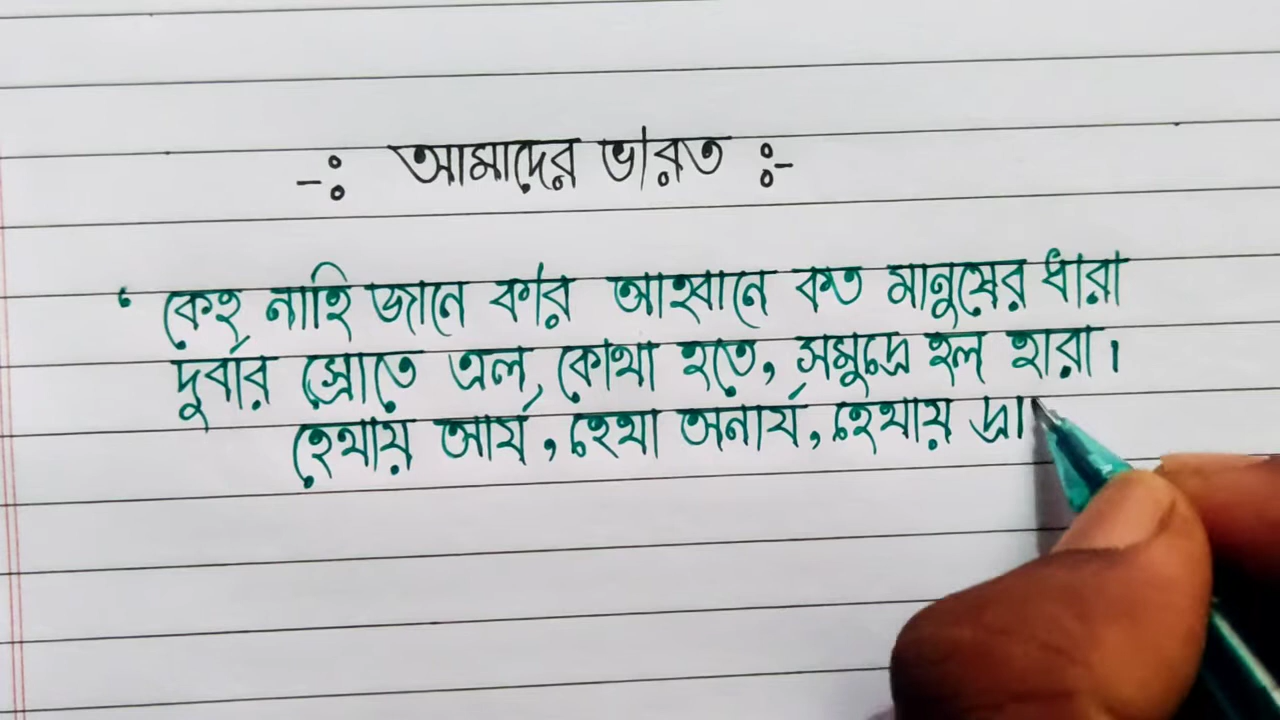 -ঃ আমাদের ভারত ঃ-
‘ কেহ নাহি জানে কার আহ্বানে কত মানুষের ধারা
দুর্বার স্রোতে এল, কোথা হতে, সমুদ্রে হল হারা।
হেথায় আর্য, হেথা অনার্য, হেথায় দ্রা